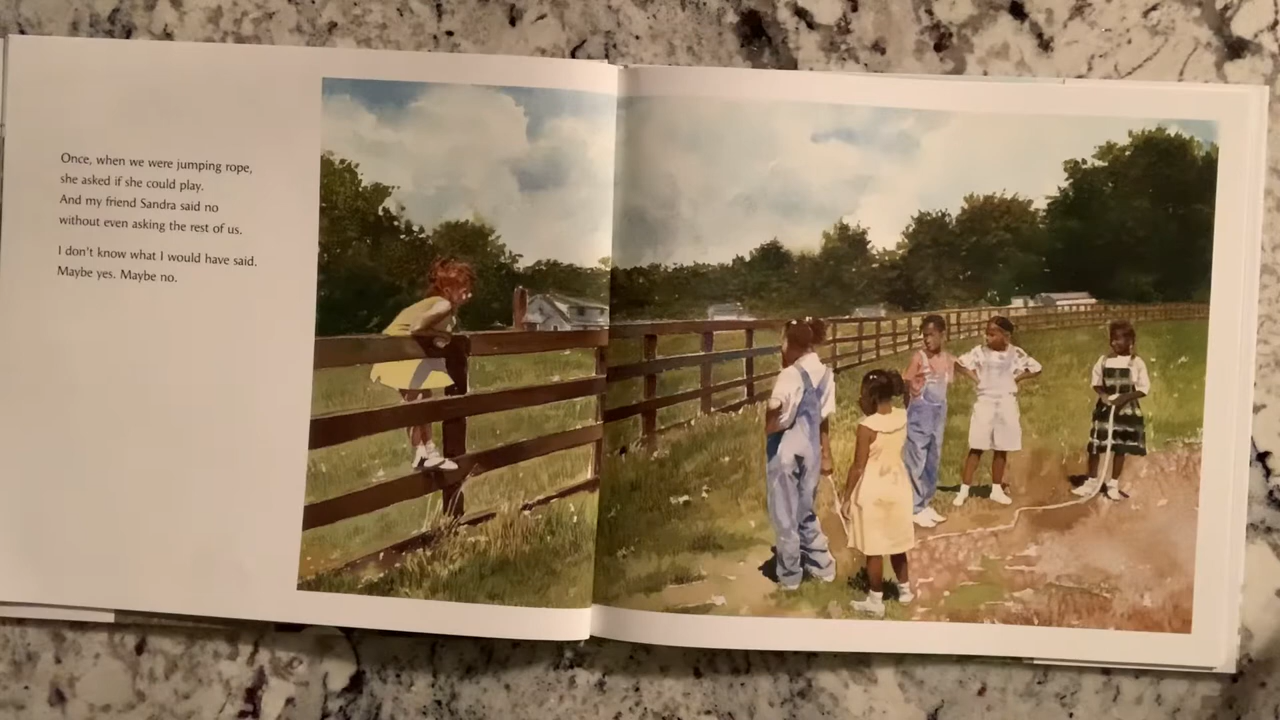 Once, when we were jumping rope,
she asked if she could play.
And my friend Sandra said no
without even asking the rest of us.
I don't know what I would have said.
Maybe yes. Maybe no.